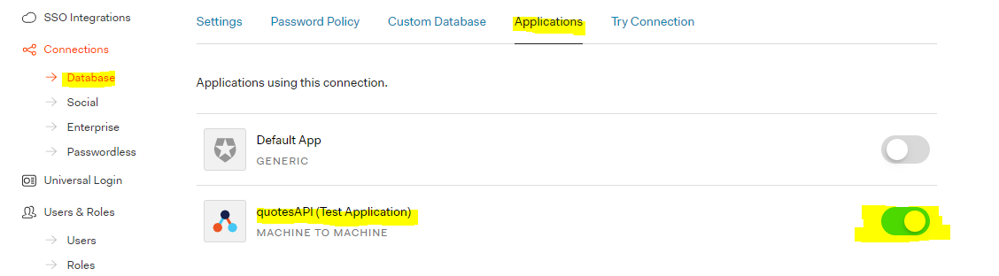 SSO Integrations
Connections
Database
Social
Enterprise
Passwordless
Universal Login
Users & Roles
Users
Roles
Settings Password Policy Custom Database Applications Try Connection
Applications using this connection.
Default App
GENERIC
quotesAPI (Test Application)
MACHINE TO MACHINE